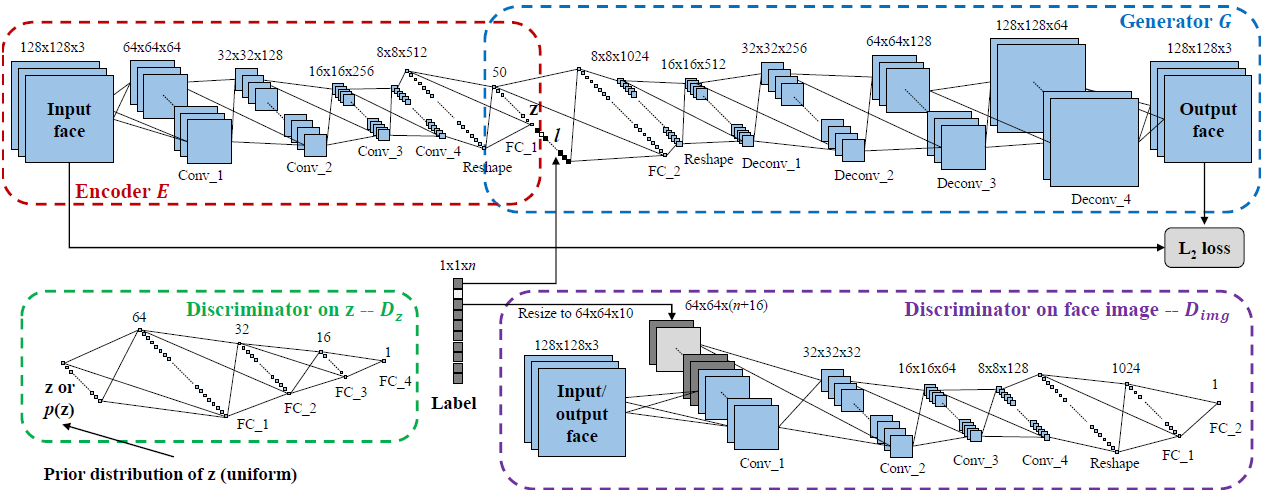 Encoder E
128x128x3
64x64x64
32x32x128
16x16x256
8x8x512
50
Input
face
z
l
Conv_1
Conv_2
Conv_3
Conv_4
Reshape
FC_1
Generator G
8x8x1024
16x16x512
32x32x256
64x64x128
128x128x64
128x128x3
Output
face
FC_2
Reshape
Deconv_1
Deconv_2
Deconv_3
Deconv_4
L2 loss
1x1xn
Label
Discriminator on z -- Dz
64
32
16
1
z or
p(z)
FC_1
FC_2
FC_3
FC_4
Prior distribution of z (uniform)
Discriminator on face image -- Dimg
Resize to 64x64x10
64x64x(n+16)
128x128x3
32x32x32
16x16x64
8x8x128
1024
1
Input/
output
face
Conv_1
Conv_2
Conv_3
Conv_4
Reshape
FC_1
FC_2